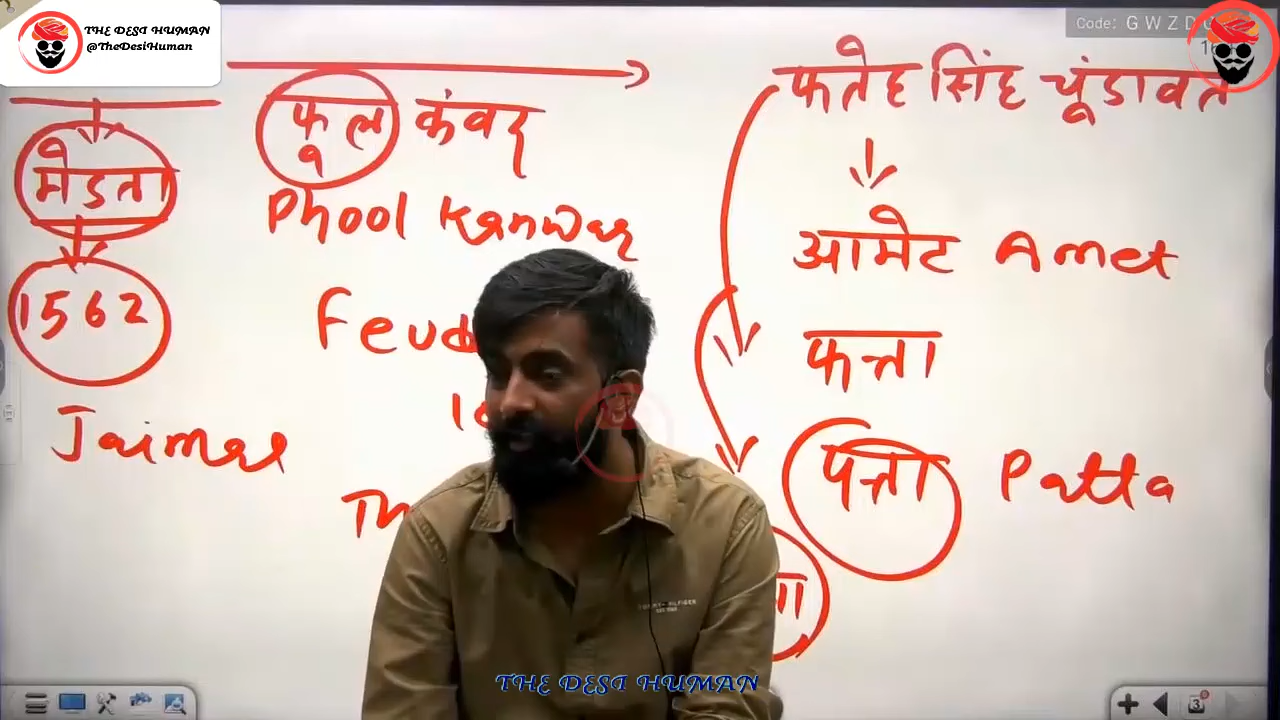 THE DESI HUMAN
@TheDesiHuman
Code: G W Z D
फतेह सिंह चूंडावत
फूल कंवर
मेडता
Phool Kanwar
आमेट Amet
1562
फत्ता
Jaimal
पत्ता Patta
THE DESI HUMAN
3